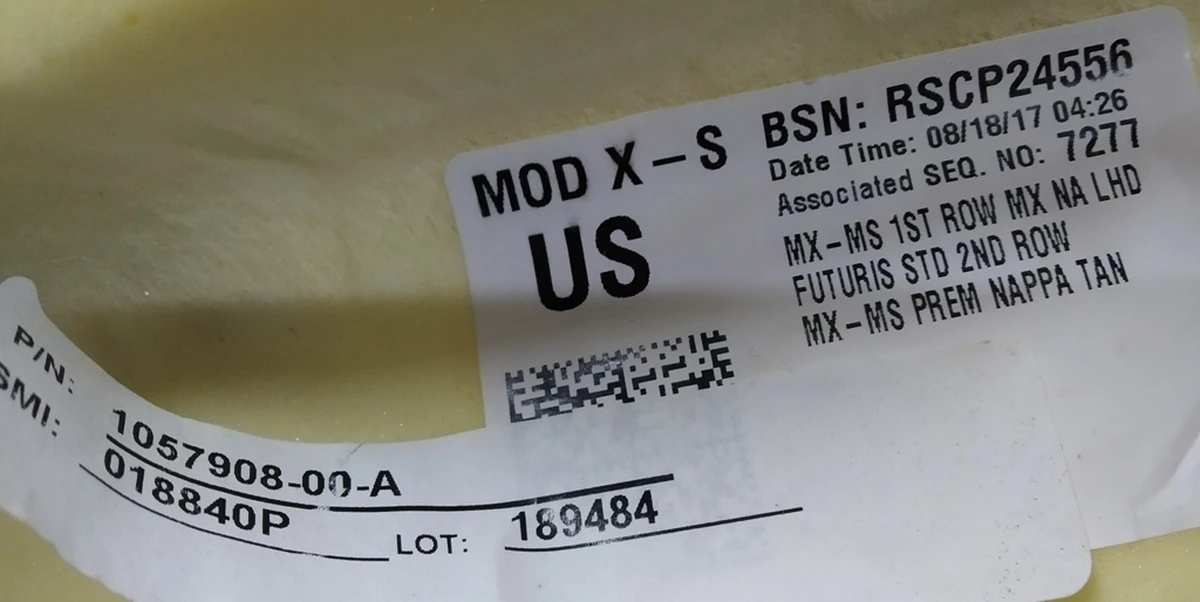 MOD X-S
US
BSN: RSCP24556
Date Time: 08/18/17 04:26
Associated SEQ. NO: 7277
MX-MS 1ST ROW MX NA LHD
FUTURIS STD 2ND ROW
MX-MS PREM NAPPA TAN
P/N: 1057908-00-A
SMI: 018840P LOT: 189484